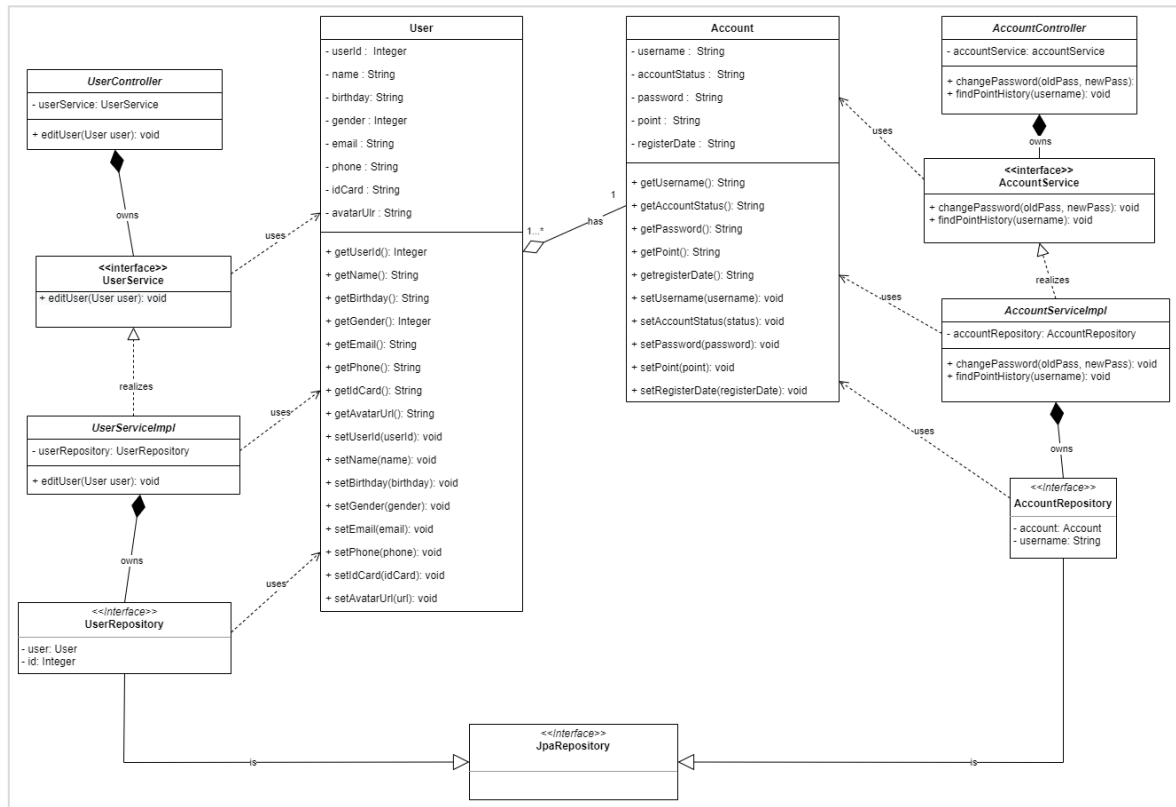 UserController
- userService: UserService
+ editUser(User user): void
owns
<<interface>>
UserService
+ editUser(User user): void
realizes
UserServiceImpl
- userRepository: UserRepository
+ editUser(User user): void
owns
<<Interface>>
UserRepository
- user: User
- id: Integer
uses
uses
uses
User
- userId : Integer
- name : String
- birthday: String
- gender : Integer
- email : String
- phone : String
- idCard : String
- avatarUlr : String
+ getUserId(): Integer
+ getName(): String
+ getBirthday(): String
+ getGender(): Integer
+ getEmail(): String
+ getPhone(): String
+ getIdCard(): String
+ getAvatarUrl(): String
+ setUserId(userId): void
+ setName(name): void
+ setBirthday(birthday): void
+ setGender(gender): void
+ setEmail(email): void
+ setPhone(phone): void
+ setIdCard(idCard): void
+ setAvatarUrl(url): void
1...*
has
1
Account
- username : String
- accountStatus : String
- password : String
- point : String
- registerDate : String
+ getUsername(): String
+ getAccountStatus(): String
+ getPassword(): String
+ getPoint(): String
+ getregisterDate(): String
+ setUsername(username): void
+ setAccountStatus(status): void
+ setPassword(password): void
+ setPoint(point): void
+ setRegisterDate(registerDate): void
uses
uses
uses
AccountController
- accountService: accountService
+ changePassword(oldPass, newPass):
+ findPointHistory(username): void
owns
<<interface>>
AccountService
+ changePassword(oldPass, newPass): void
+ findPointHistory(username): void
realizes
AccountServiceImpl
- accountRepository: AccountRepository
+ changePassword(oldPass, newPass): void
+ findPointHistory(username): void
owns
<<Interface>>
AccountRepository
- account: Account
- username: String
is
<<Interface>>
JpaRepository
is